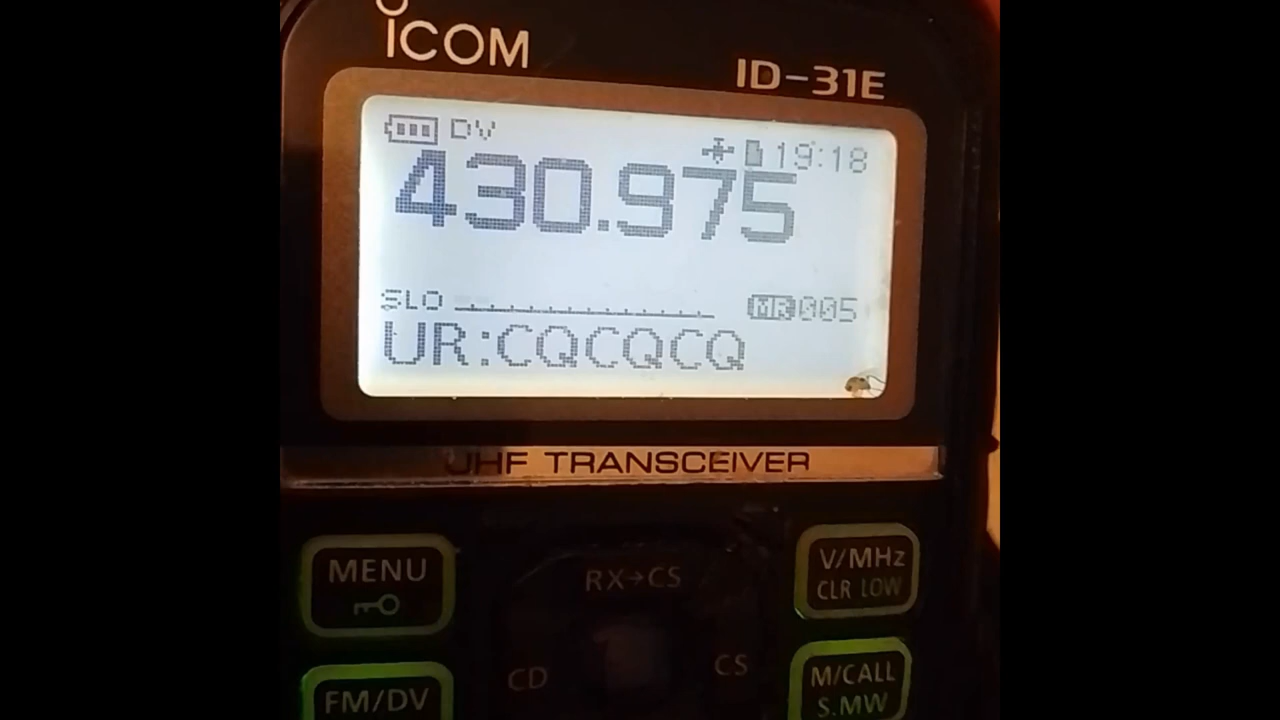 ICOM
ID-31E
DV
19:18
430.975
SLO MR 005
UR:CQCQCQ
UHF TRANSCEIVER
MENU
V/MHz
CLR LOW
RX→CS
CD
CS
FM/DV
M/CALL
S.MW